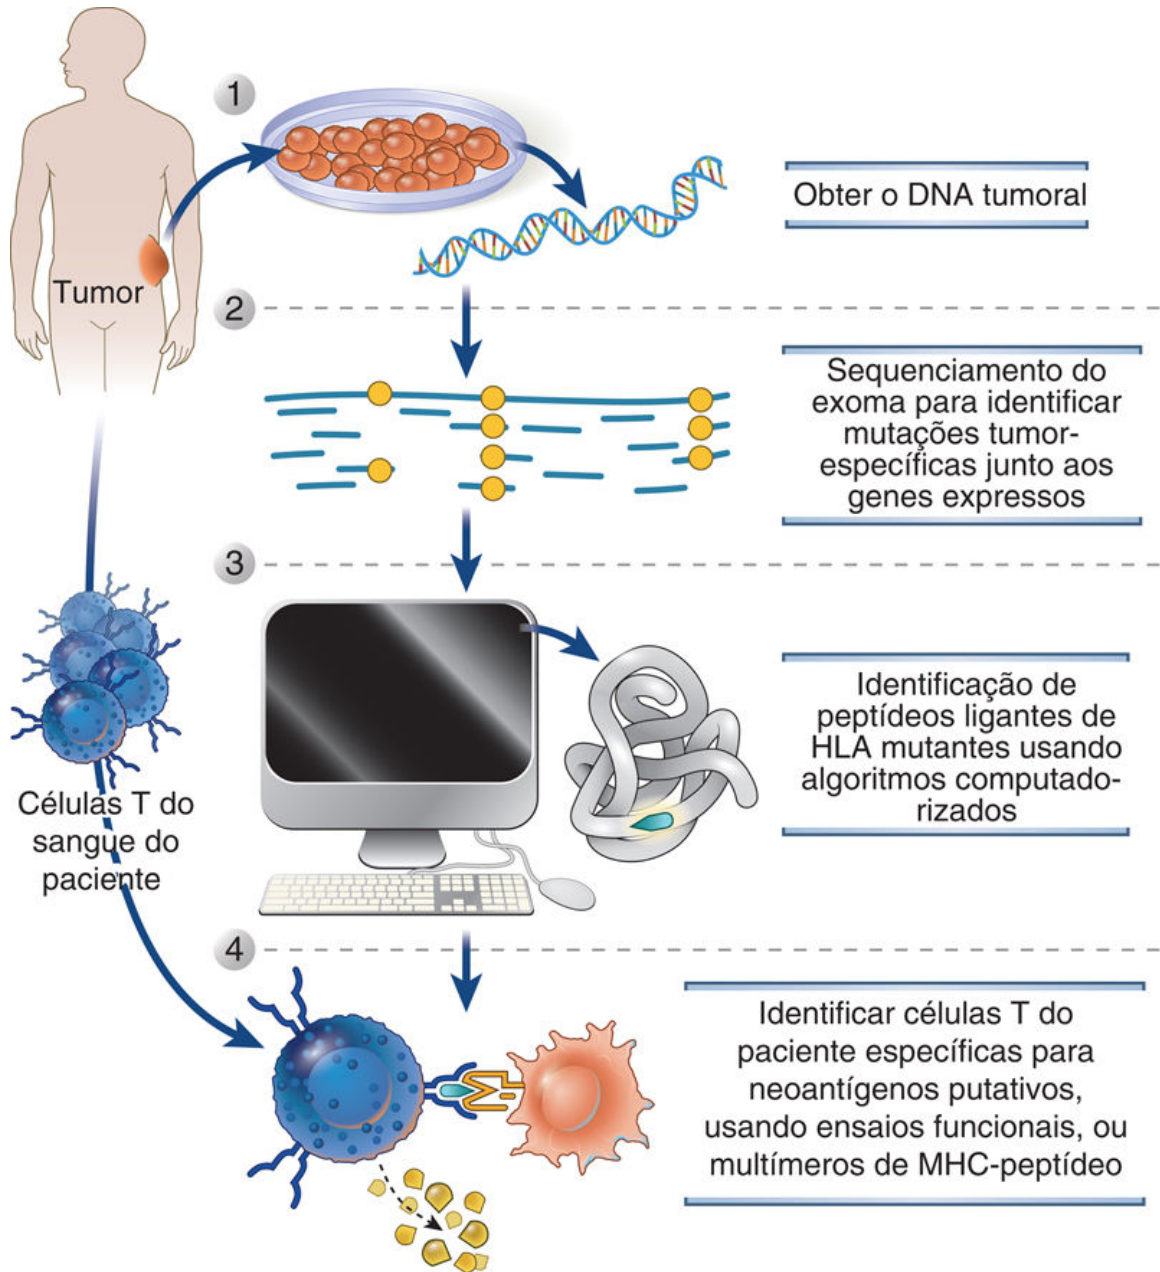 1
Obter o DNA tumoral
Tumor
2
Sequenciamento do
exoma para identificar
mutações tumor-
específicas junto aos
genes expressos
3
Identificação de
peptídeos ligantes de
HLA mutantes usando
algoritmos computado-
rizados
Células T do
sangue do
paciente
4
Identificar células T do
paciente específicas para
neoantígenos putativos,
usando ensaios funcionais, ou
multímeros de MHC-peptídeo